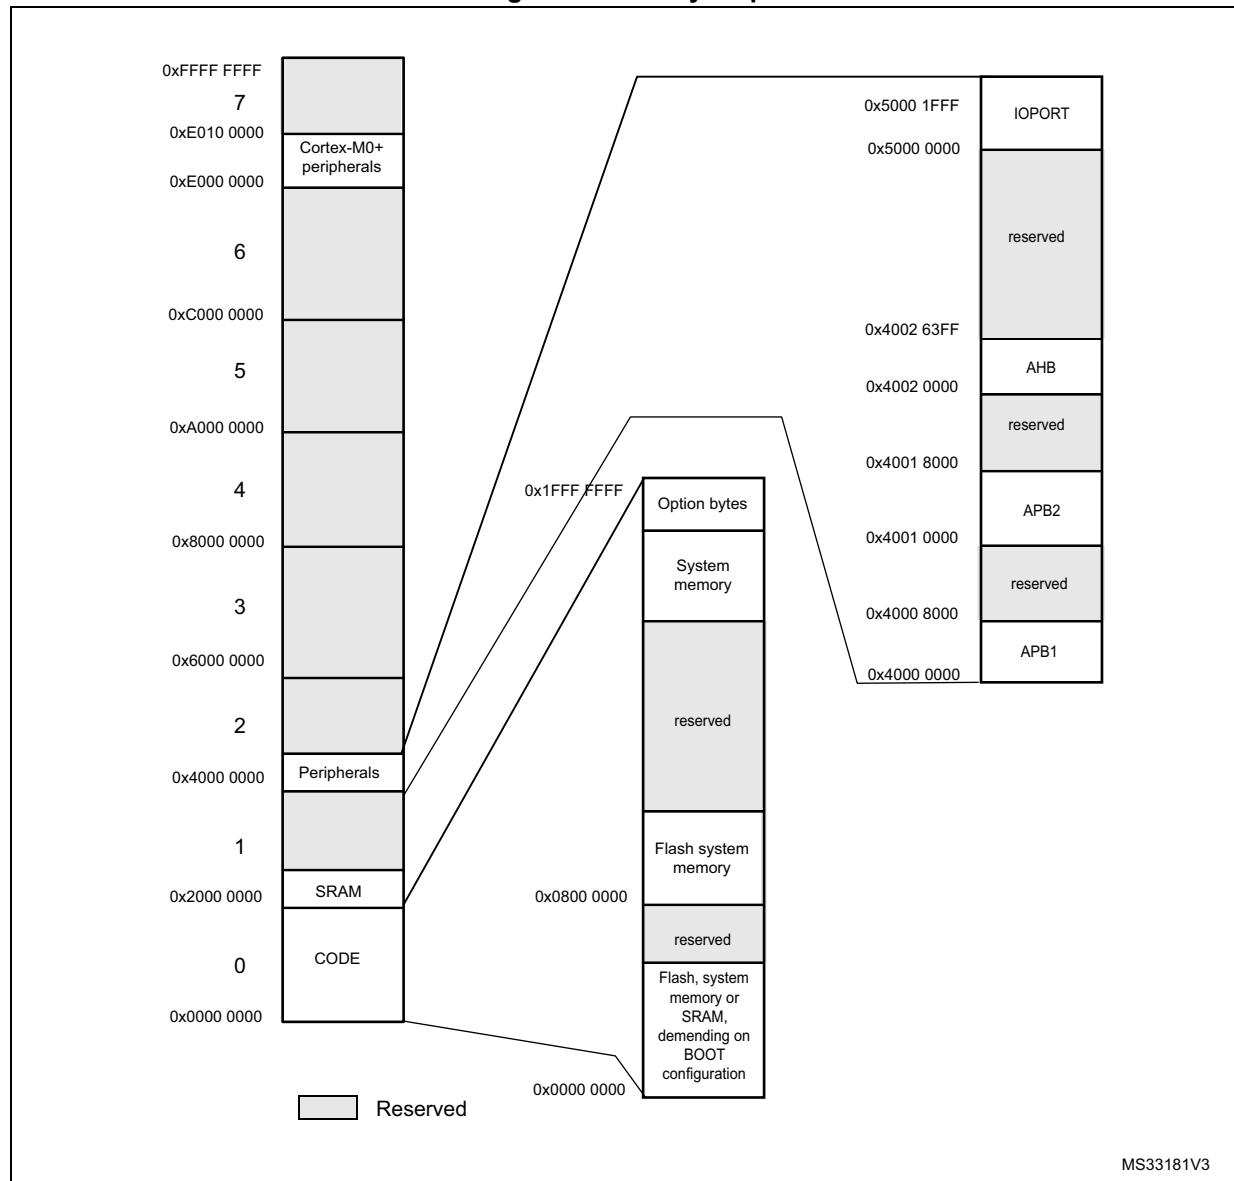 0xFFFF FFFF
7
0xE010 0000
Cortex-M0+
peripherals
0xE000 0000
6
0xC000 0000
5
0xA000 0000
4
0x8000 0000
3
0x6000 0000
2
0x4000 0000
Peripherals
1
SRAM
0x2000 0000
CODE
0
0x0000 0000
Reserved
0x1FFF FFFF
Option bytes
System
memory
reserved
Flash system
memory
0x0800 0000
reserved
Flash, system
memory or
SRAM,
demending on
BOOT
configuration
0x0000 0000
0x5000 1FFF
IOPORT
0x5000 0000
reserved
0x4002 63FF
AHB
0x4002 0000
reserved
0x4001 8000
APB2
0x4001 0000
reserved
0x4000 8000
APB1
0x4000 0000
MS33181V3